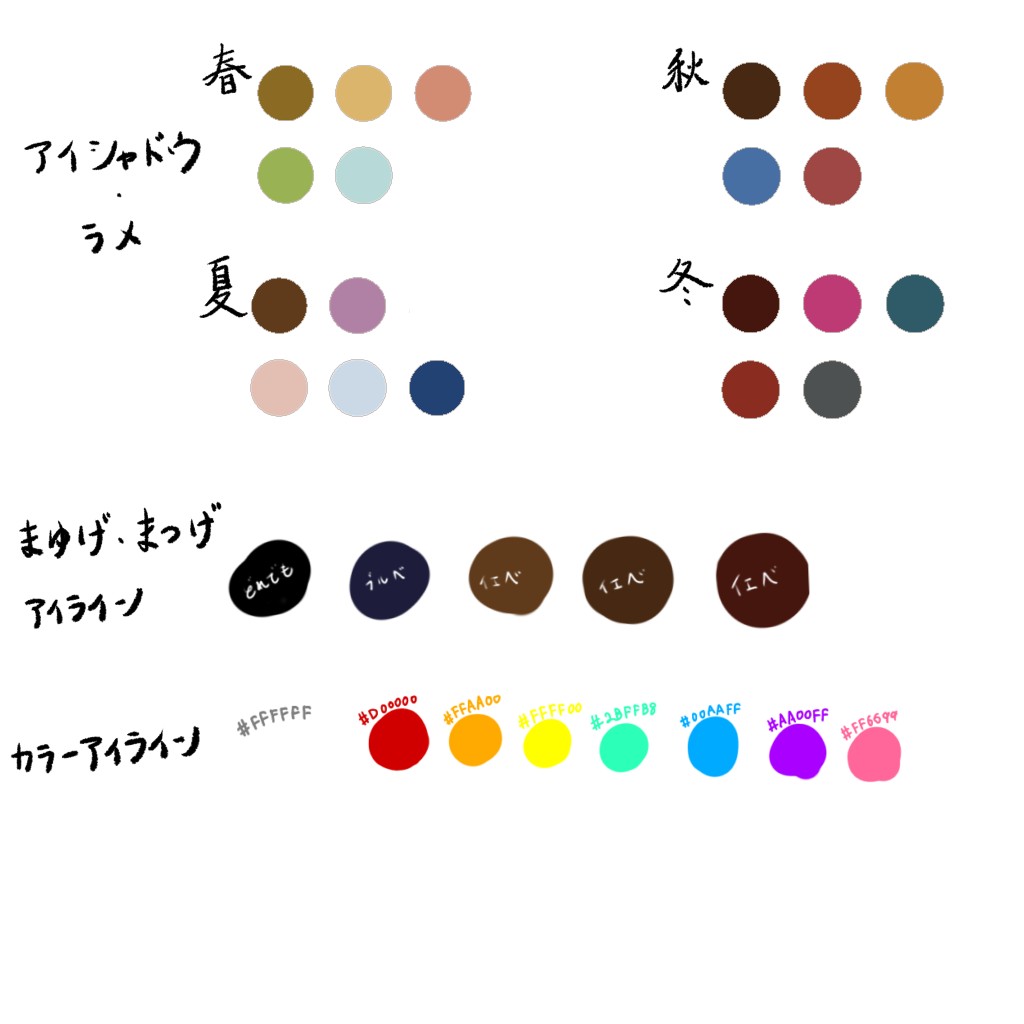 春
秋
アイシャドウ
・
ラメ
夏
冬
まゆげ、まつげ
アイライン
どれでも
ブルベ
イエベ
イエベ
イエベ
カラーアイライン
#FFFFFF
#D00000
#FFAA00
#FFFF00
#2BFFB8
#00AAFF
#AA00FF
#FF6699